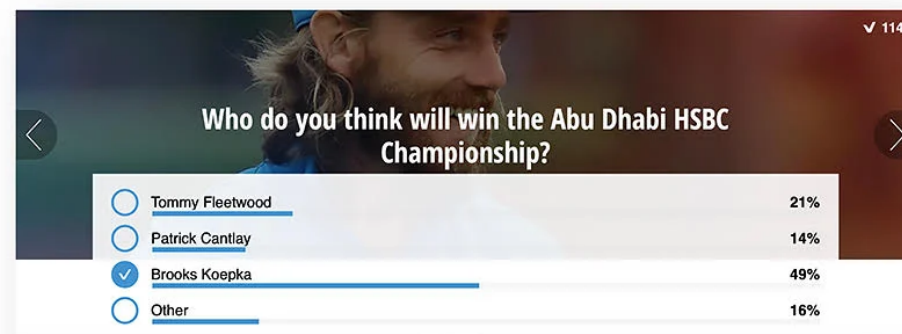 114
Who do you think will win the Abu Dhabi HSBC
Championship?
Tommy Fleetwood 21%
Patrick Cantlay 14%
Brooks Koepka 49%
Other 16%